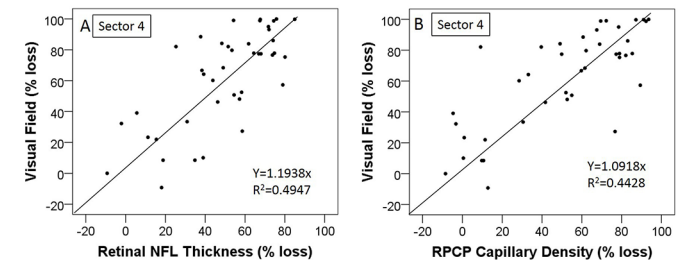 A
Sector 4
100
80
60
40
20
0
-20
Visual Field (% loss)
Y=1.1938x
R²=0.4947
-20 0 20 40 60 80 100
Retinal NFL Thickness (% loss)
B
Sector 4
100
80
60
40
20
0
-20
Visual Field (% loss)
Y=1.0918x
R²=0.4428
-20 0 20 40 60 80 100
RPCP Capillary Density (% loss)